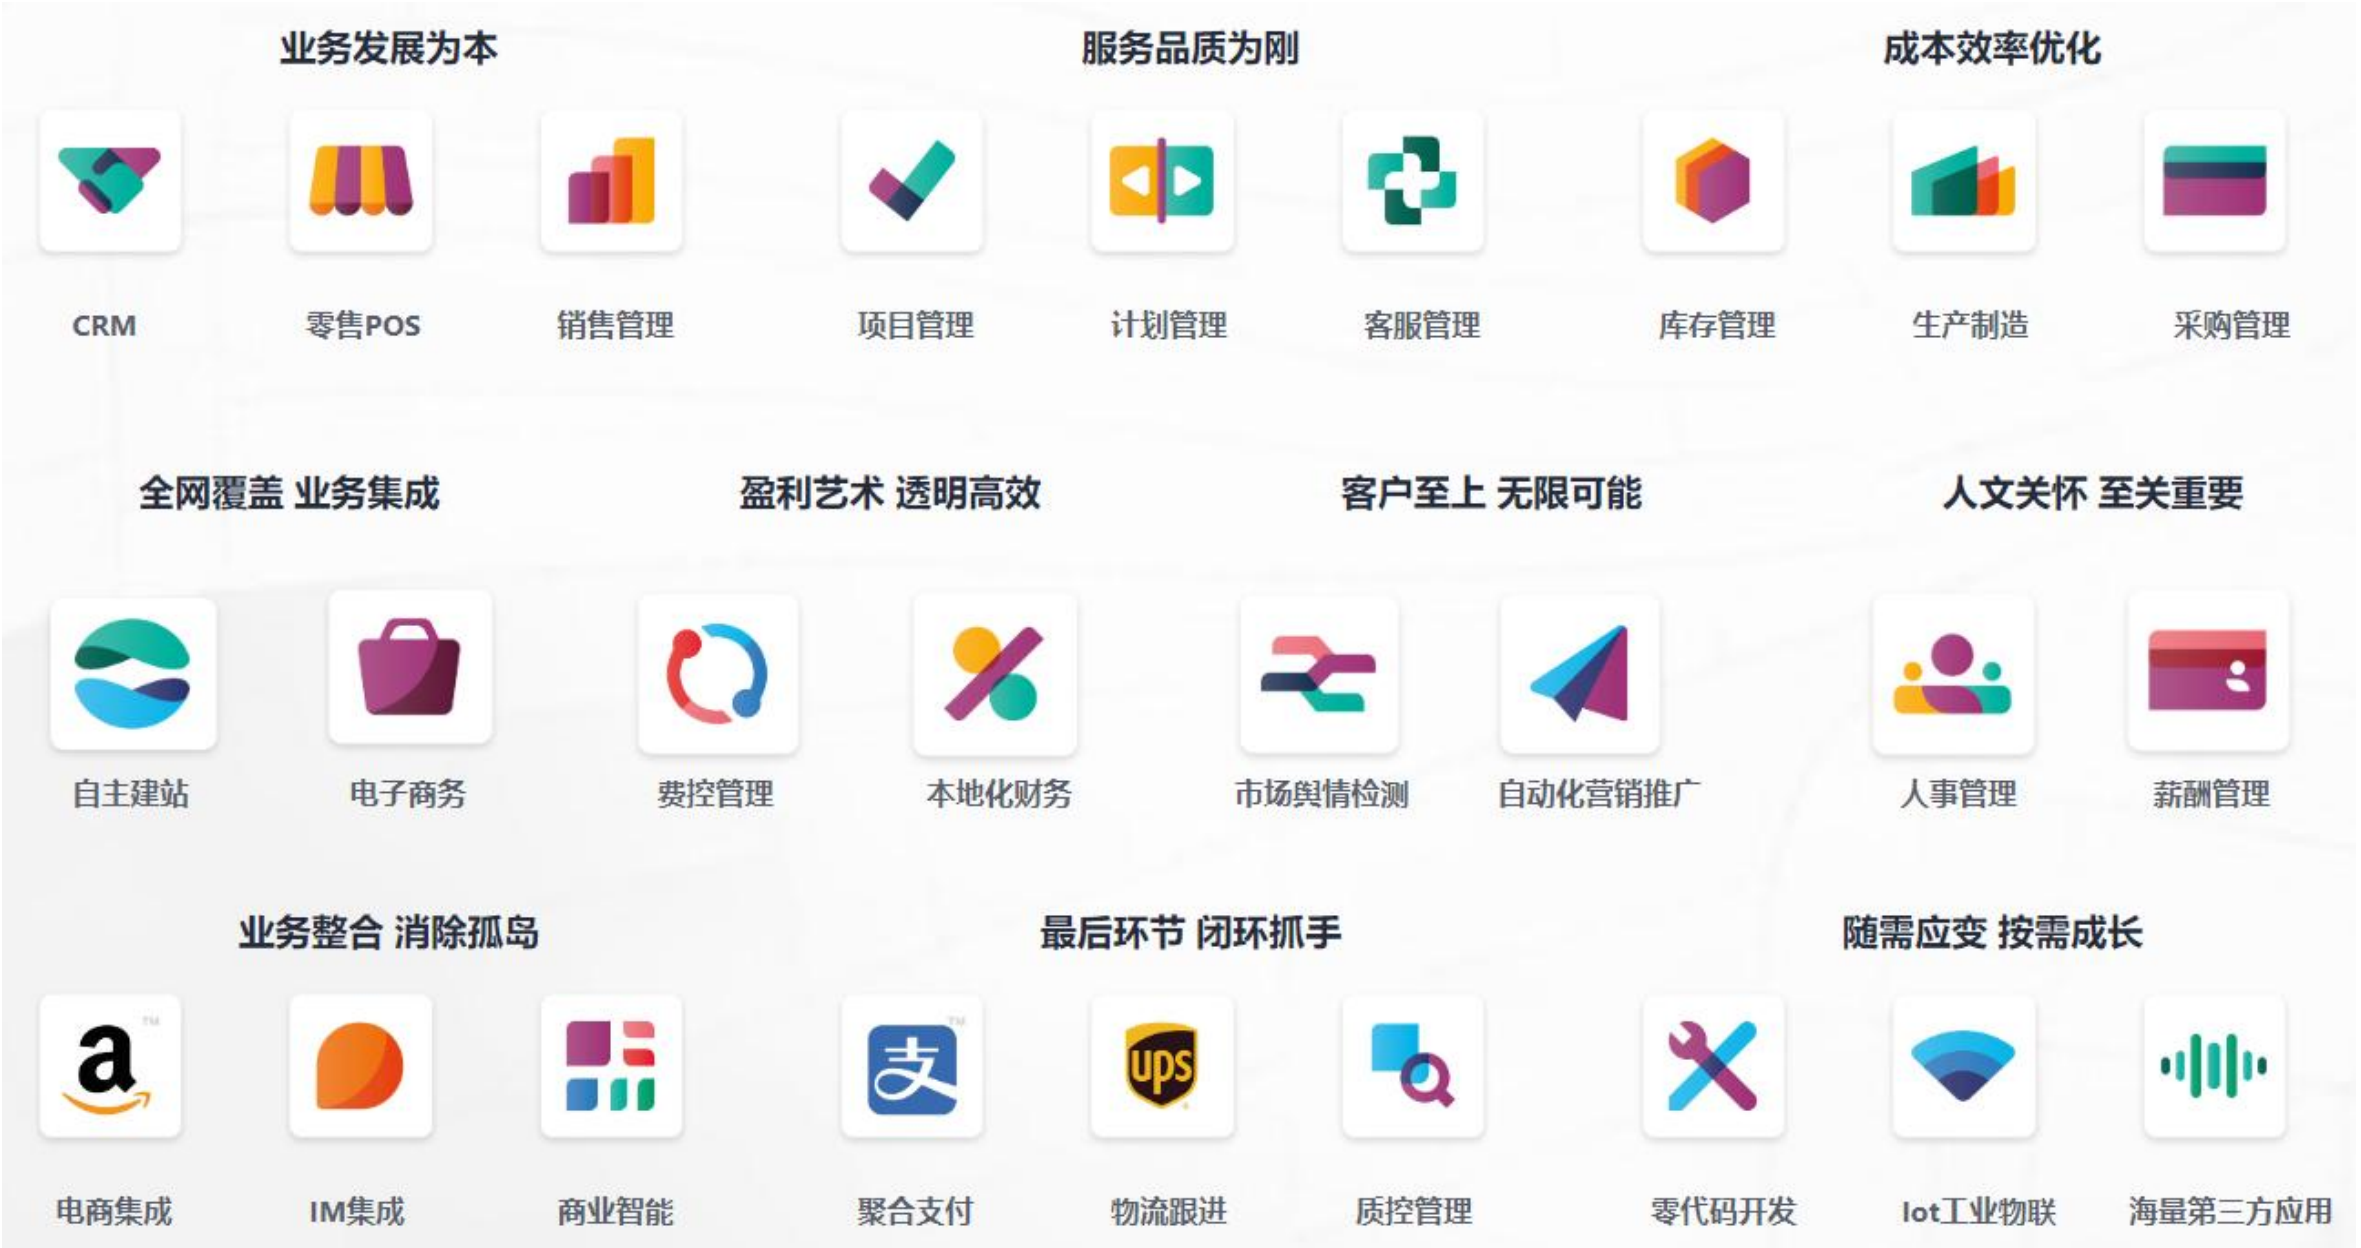 业务发展为本
服务品质为刚
成本效率优化
CRM
零售POS
销售管理
项目管理
计划管理
客服管理
库存管理
生产制造
采购管理
全网覆盖 业务集成
盈利艺术 透明高效
客户至上 无限可能
人文关怀 至关重要
自主建站
电子商务
费控管理
本地化财务
市场舆情检测
自动化营销推广
人事管理
薪酬管理
业务整合 消除孤岛
最后环节 闭环抓手
随需应变 按需成长
a
TM
支
TM
ups
电商集成
IM集成
商业智能
聚合支付
物流跟进
质控管理
零代码开发
Iot工业物联
海量第三方应用